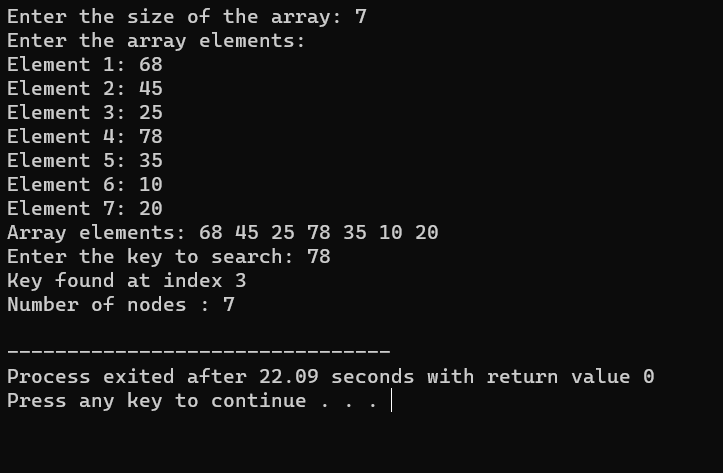 Enter the size of the array: 7
Enter the array elements:
Element 1: 68
Element 2: 45
Element 3: 25
Element 4: 78
Element 5: 35
Element 6: 10
Element 7: 20
Array elements: 68 45 25 78 35 10 20
Enter the key to search: 78
Key found at index 3
Number of nodes : 7
--------------------------------
Process exited after 22.09 seconds with return value 0
Press any key to continue . . .